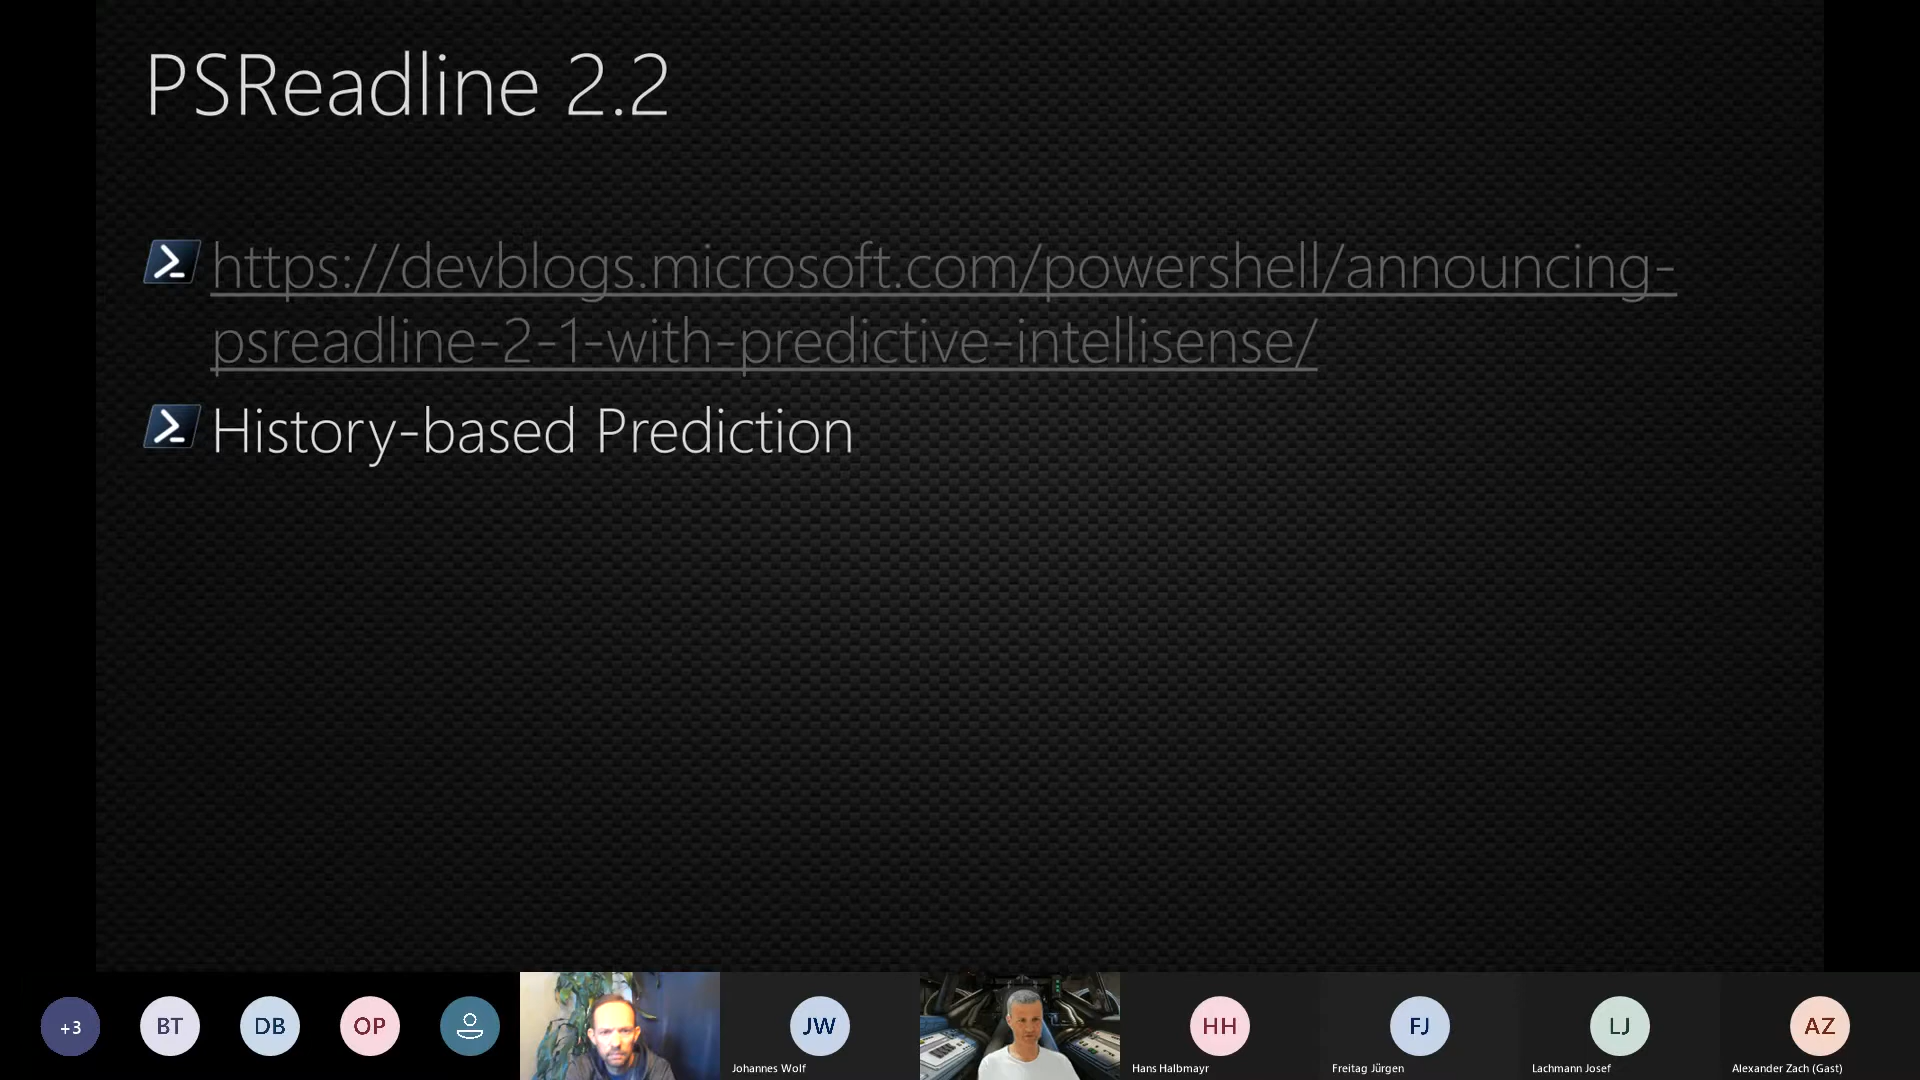 PSReadline 2.2
https://devblogs.microsoft.com/powershell/announcing-
psreadline-2-1-with-predictive-intellisense/
History-based Prediction
+3
BT
DB
OP
JW
Johannes Wolf
HH
Hans Halbmayr
FJ
Freitag Jürgen
LJ
Lachmann Josef
AZ
Alexander Zach (Gast)